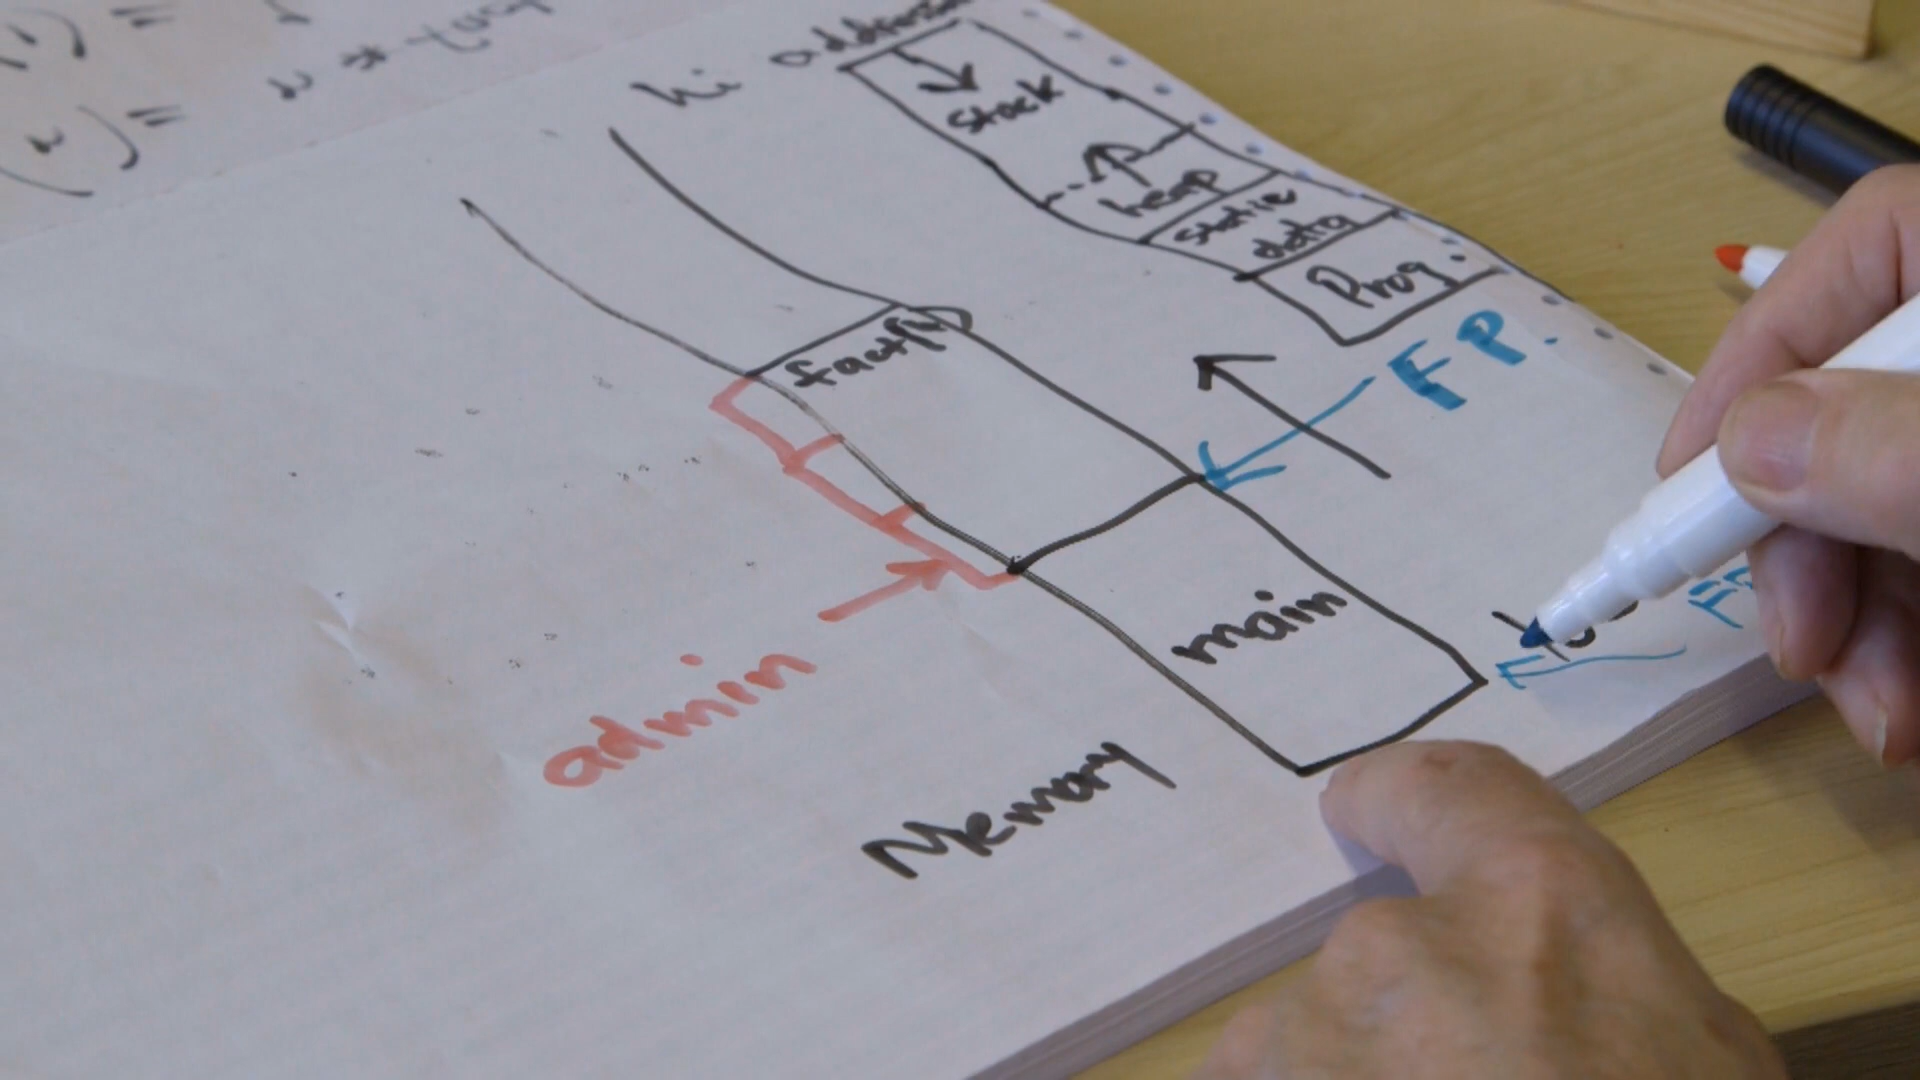 hi address
stack
heap
static
data
Prog.
FP.
fact(4)
main
admin
Memory